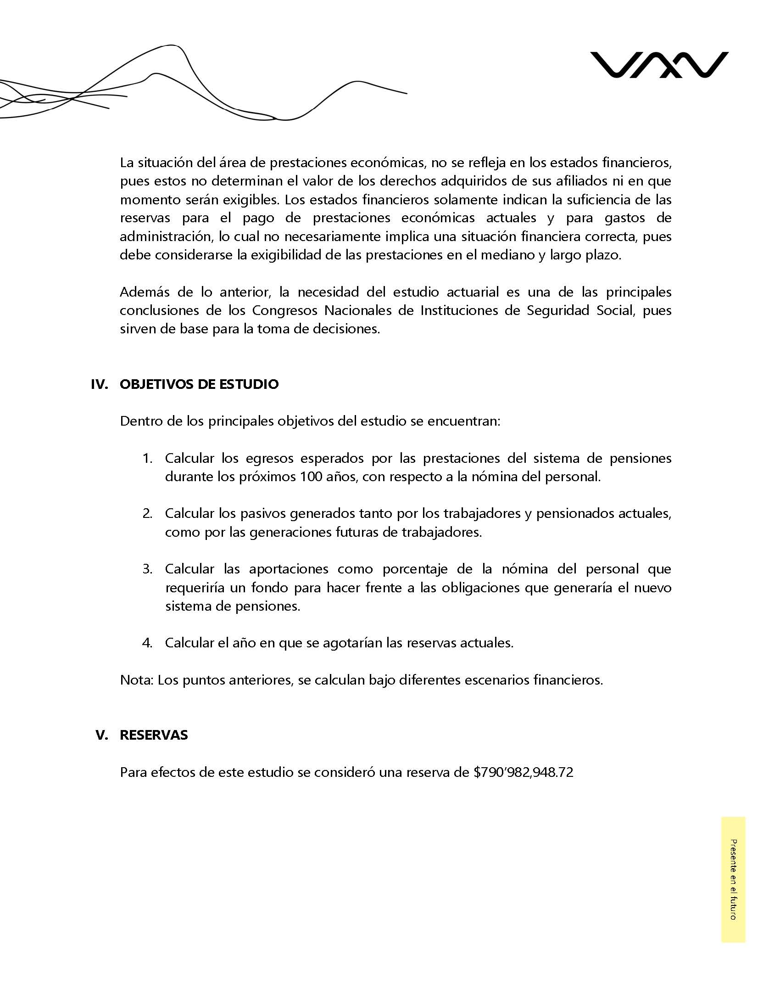 La situación del área de prestaciones económicas, no se refleja en los estados financieros,
pues estos no determinan el valor de los derechos adquiridos de sus afiliados ni en que
momento serán exigibles. Los estados financieros solamente indican la suficiencia de las
reservas para el pago de prestaciones económicas actuales y para gastos de
administración, lo cual no necesariamente implica una situación financiera correcta, pues
debe considerarse la exigibilidad de las prestaciones en el mediano y largo plazo.
Además de lo anterior, la necesidad del estudio actuarial es una de las principales
conclusiones de los Congresos Nacionales de Instituciones de Seguridad Social, pues
sirven de base para la toma de decisiones.
IV. OBJETIVOS DE ESTUDIO
Dentro de los principales objetivos del estudio se encuentran:
1. Calcular los egresos esperados por las prestaciones del sistema de pensiones
durante los próximos 100 años, con respecto a la nómina del personal.
2. Calcular los pasivos generados tanto por los trabajadores y pensionados actuales,
como por las generaciones futuras de trabajadores.
3. Calcular las aportaciones como porcentaje de la nómina del personal que
requeriría un fondo para hacer frente a las obligaciones que generaría el nuevo
sistema de pensiones.
4. Calcular el año en que se agotarían las reservas actuales.
Nota: Los puntos anteriores, se calculan bajo diferentes escenarios financieros.
V. RESERVAS
Para efectos de este estudio se consideró una reserva de $790’982,948.72
Presente en el futuro